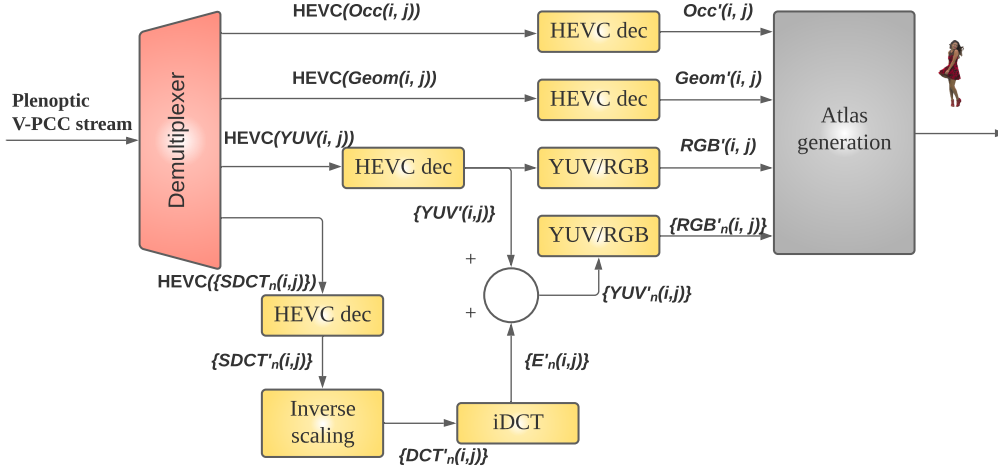 HEVC(Occ(i, j))
HEVC dec
Occ'(i, j)
HEVC(Geom(i, j))
HEVC dec
Geom'(i, j)
Plenoptic
V-PCC stream
Demultiplexer
Atlas
generation
HEVC(YUV(i, j))
HEVC dec
YUV/RGB
RGB'(i, j)
{YUV'(i,j)}
YUV/RGB
{RGB'n(i, j)}
+
HEVC({SDCTn(i,j)})
{YUV'n(i,j)}
+
HEVC dec
{SDCT'n(i,j)}
{E'n(i,j)}
Inverse
scaling
iDCT
{DCT'n(i,j)}